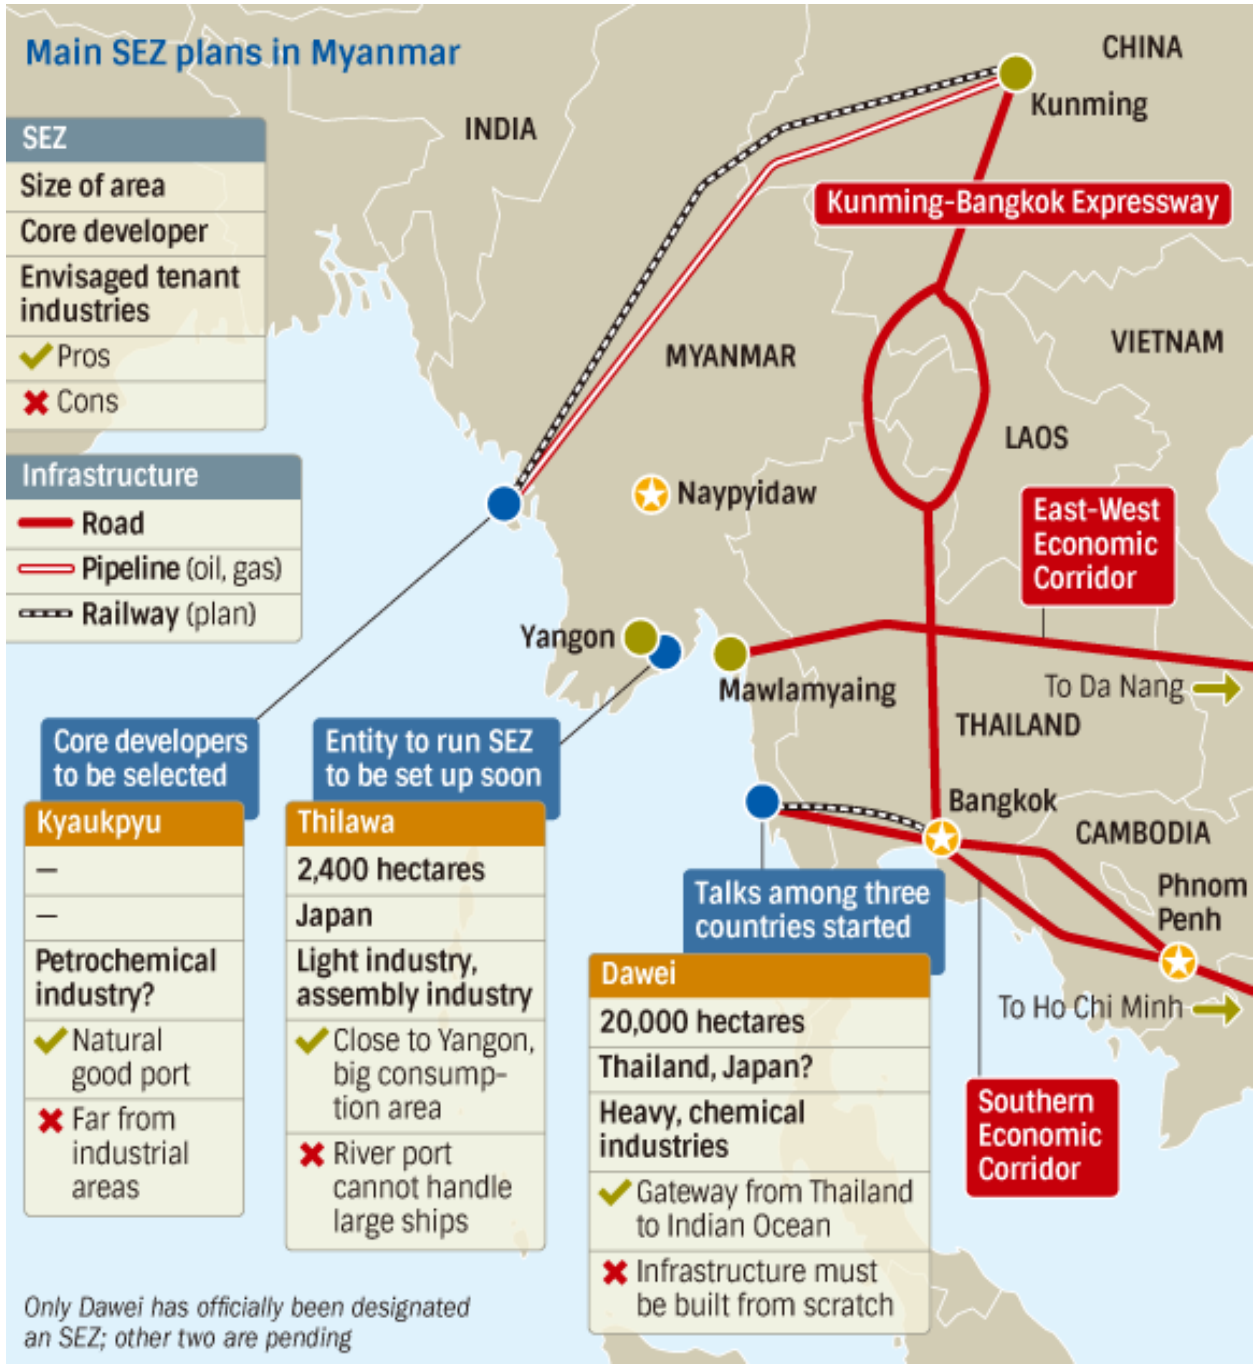 Main SEZ plans in Myanmar
SEZ
Size of area
Core developer
Envisaged tenant
industries
Pros
Cons
Infrastructure
Road
Pipeline (oil, gas)
Railway (plan)
CHINA
Kunming
INDIA
Kunming-Bangkok Expressway
MYANMAR
VIETNAM
LAOS
Naypyidaw
East-West
Economic
Corridor
Yangon
Mawlamyaing
To Da Nang
THAILAND
Bangkok
CAMBODIA
Phnom
Penh
To Ho Chi Minh
Southern
Economic
Corridor
Core developers
to be selected
Kyaukpyu
—
—
Petrochemical
industry?
Natural
good port
Far from
industrial
areas
Entity to run SEZ
to be set up soon
Thilawa
2,400 hectares
Japan
Light industry,
assembly industry
Close to Yangon,
big consump-
tion area
River port
cannot handle
large ships
Talks among three
countries started
Dawei
20,000 hectares
Thailand, Japan?
Heavy, chemical
industries
Gateway from Thailand
to Indian Ocean
Infrastructure must
be built from scratch
Only Dawei has officially been designated
an SEZ; other two are pending